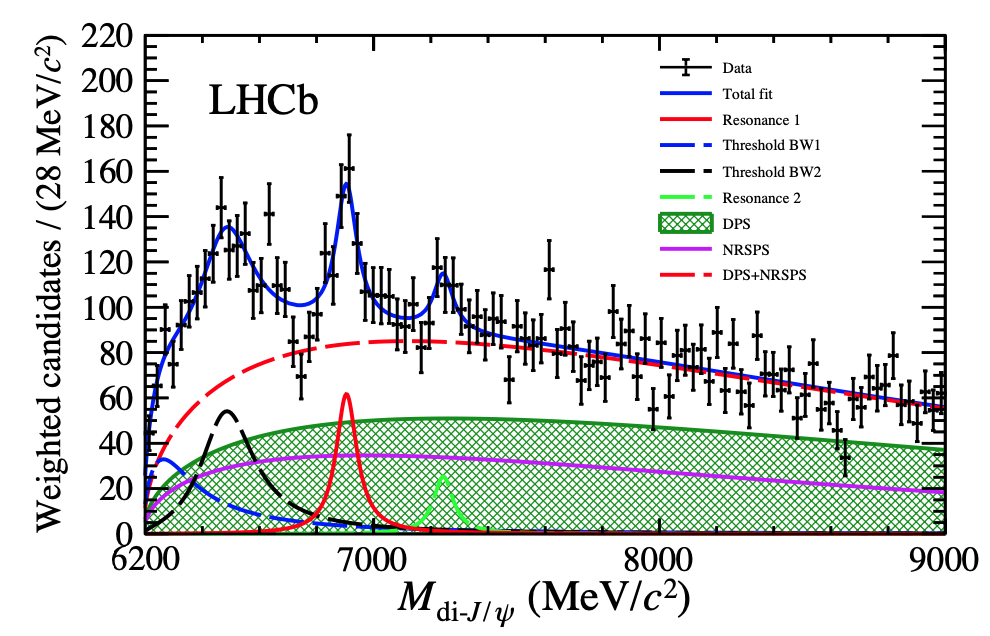 Weighted candidates / (28 MeV/c²)
220
200
180
160
140
120
100
80
60
40
20
0
LHCb
Data
Total fit
Resonance 1
Threshold BW1
Threshold BW2
Resonance 2
DPS
NRSPS
DPS+NRSPS
6200 7000 8000 9000
M_di-J/ψ (MeV/c²)